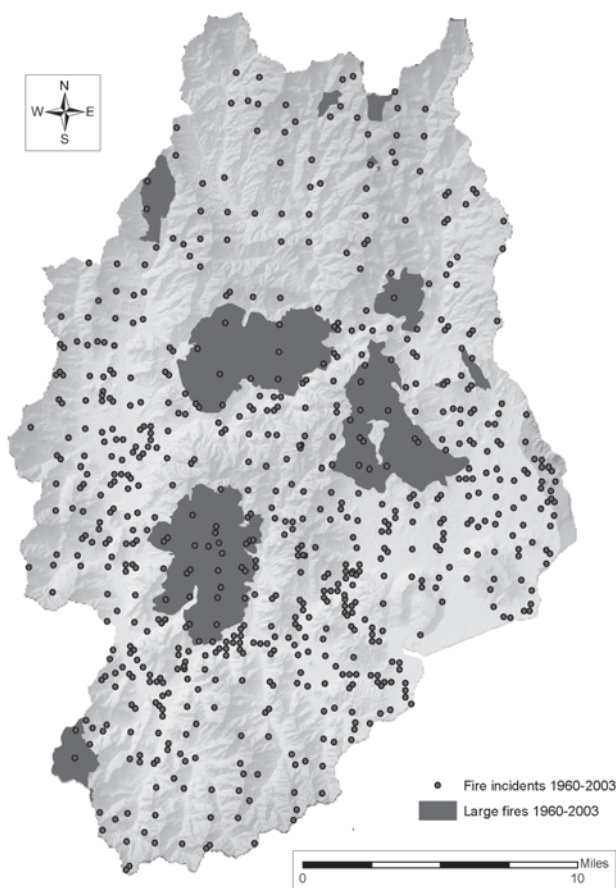 N
W E
S
Fire incidents 1960-2003
Large fires 1960-2003
Miles
0 10